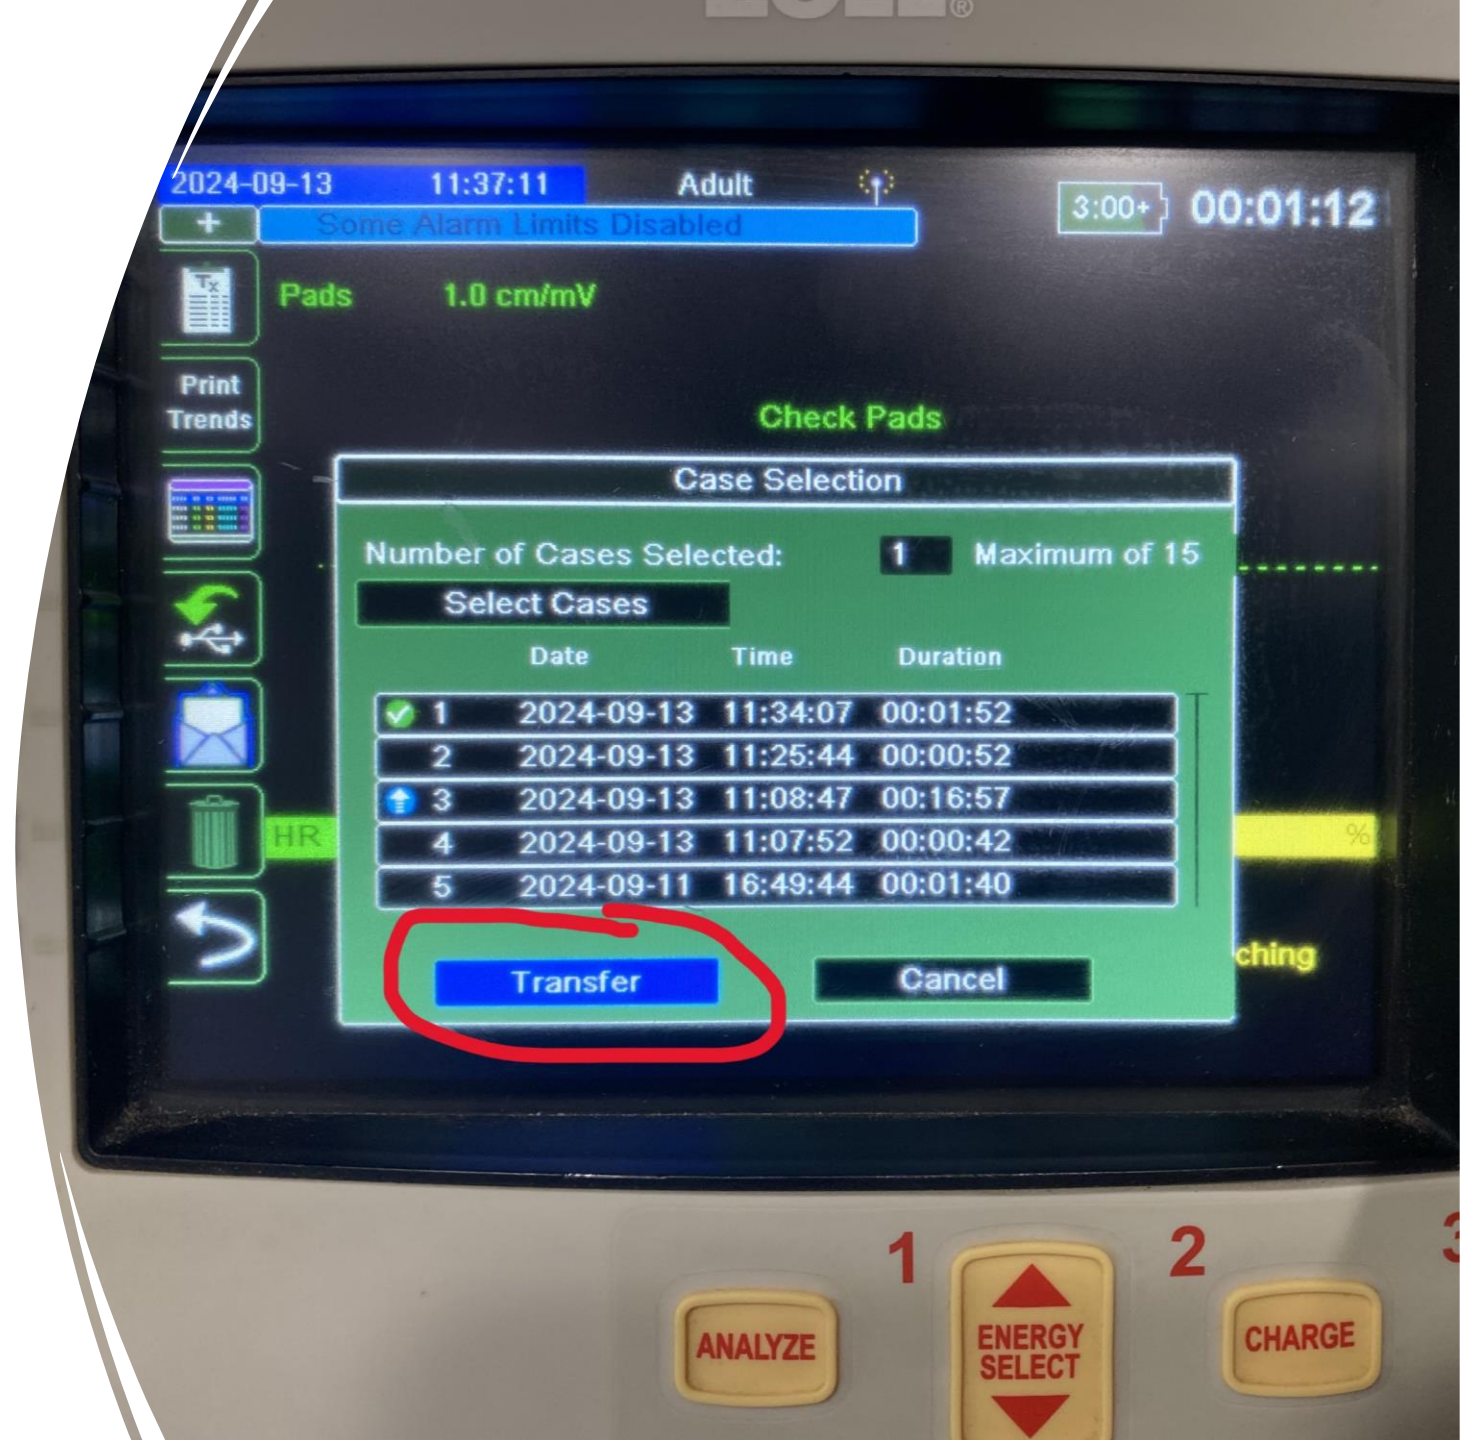 ®
2024-09-13 11:37:11 Adult 3:00+ 00:01:12
+ Some Alarm Limits Disabled
Tx
Pads 1.0 cm/mV
Print
Trends
Check Pads
Case Selection
Number of Cases Selected: 1 Maximum of 15
Select Cases
Date Time Duration
1 2024-09-13 11:34:07 00:01:52
2 2024-09-13 11:25:44 00:00:52
3 2024-09-13 11:08:47 00:16:57
HR 4 2024-09-13 11:07:52 00:00:42 %
5 2024-09-11 16:49:44 00:01:40
ching
Transfer Cancel
1 2 3
ANALYZE
ENERGY
SELECT
CHARGE